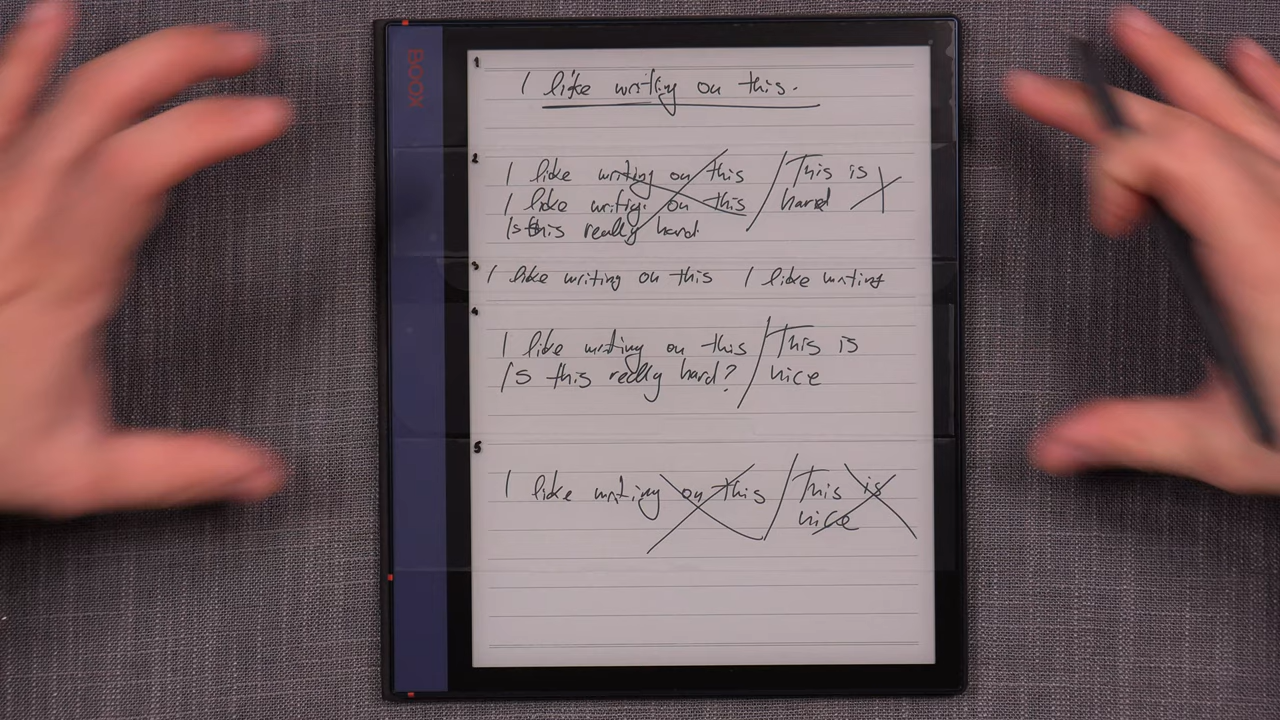 BOOX
1
I like writing on this.
2
I like writing on this / This is
I like writig on this / hard
Is this really hard
3
I like writing on this I like writing
4
I like writing on this / This is
Is this really hard? / nice
5
I like writing on this / This is
nice